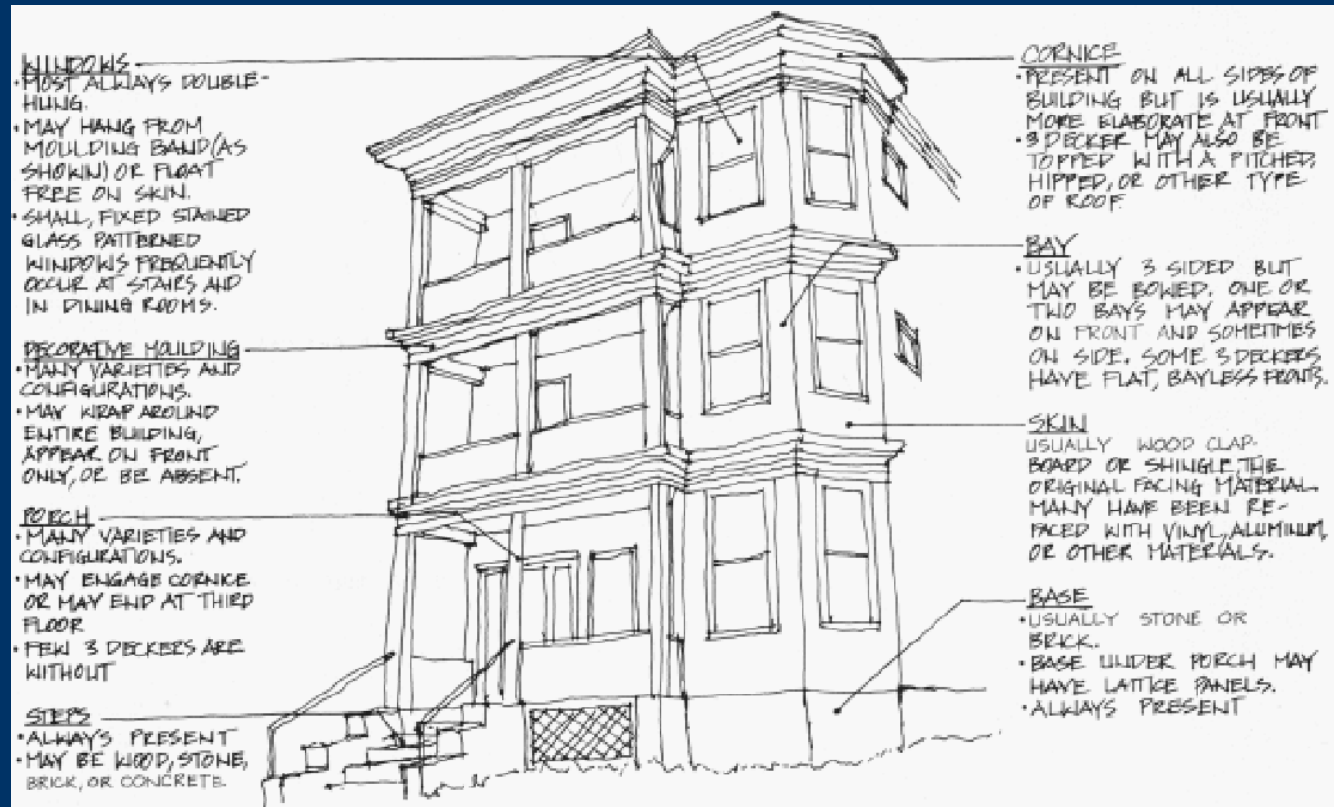 WINDOWS
• MOST ALWAYS DOUBLE-
HUNG.
• MAY HANG FROM
MOULDING BAND (AS
SHOWN) OR FLOAT
FREE ON SKIN.
• SMALL, FIXED STAINED
GLASS PATTERNED
WINDOWS FREQUENTLY
OCCUR AT STAIRS AND
IN DINING ROOMS.
DECORATIVE MOULDING
• MANY VARIETIES AND
CONFIGURATIONS.
• MAY WRAP AROUND
ENTIRE BUILDING,
APPEAR ON FRONT
ONLY, OR BE ABSENT.
PORCH
• MANY VARIETIES AND
CONFIGURATIONS.
• MAY ENGAGE CORNICE
OR MAY END AT THIRD
FLOOR
• FEW 3 DECKERS ARE
WITHOUT
STEPS
• ALWAYS PRESENT
• MAY BE WOOD, STONE,
BRICK, OR CONCRETE.
CORNICE
• PRESENT ON ALL SIDES OF
BUILDING BUT IS USUALLY
MORE ELABORATE AT FRONT
• 3 DECKER MAY ALSO BE
TOPPED WITH A PITCHED,
HIPPED, OR OTHER TYPE
OF ROOF.
BAY
• USUALLY 3 SIDED BUT
MAY BE BOWED. ONE OR
TWO BAYS MAY APPEAR
ON FRONT AND SOMETIMES
ON SIDE. SOME 3 DECKERS
HAVE FLAT, BAYLESS FRONTS.
SKIN
USUALLY WOOD CLAP-
BOARD OR SHINGLE, THE
ORIGINAL FACING MATERIAL.
MANY HAVE BEEN RE-
FACED WITH VINYL, ALUMINUM,
OR OTHER MATERIALS.
BASE
• USUALLY STONE OR
BRICK.
• BASE UNDER PORCH MAY
HAVE LATTICE PANELS.
• ALWAYS PRESENT